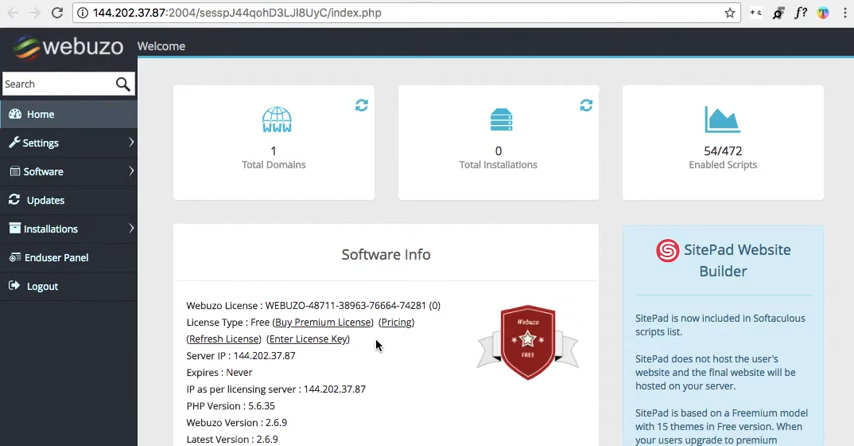 144.202.37.87:2004/sesspJ44qohD3LJI8UyC/index.php
f?
webuzo
Welcome
Search
Home
Settings
Software
Updates
Installations
Enduser Panel
Logout
WWW
1
Total Domains
0
Total Installations
54/472
Enabled Scripts
Software Info
Webuzo License : WEBUZO-48711-38963-76664-74281 (0)
License Type : Free (Buy Premium License) (Pricing)
(Refresh License) (Enter License Key)
Server IP : 144.202.37.87
Expires : Never
IP as per licensing server : 144.202.37.87
PHP Version : 5.6.35
Webuzo Version : 2.6.9
Latest Version : 2.6.9
Webuzo
FREE
SitePad Website
Builder
SitePad is now included in Softaculous
scripts list.
SitePad does not host the user's
website and the final website will be
hosted on your server.
SitePad is based on a Freemium model
with 15 themes in Free version. When
your users upgrade to premium